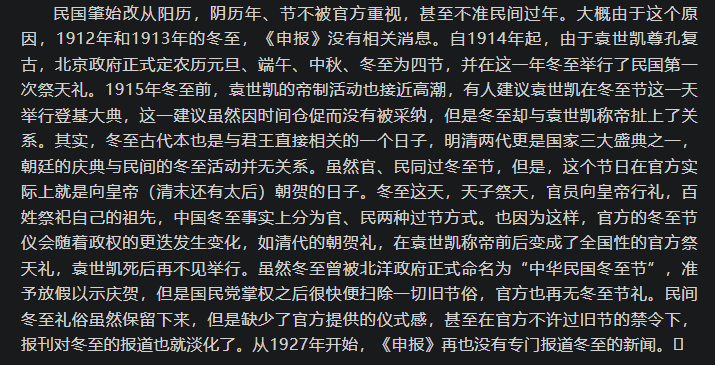 民国肇始改从阳历，阴历年、节不被官方重视，甚至不准民间过年。大概由于这个原
因，1912年和1913年的冬至，《申报》没有相关消息。自1914年起，由于袁世凯尊孔复
古，北京政府正式定农历元旦、端午、中秋、冬至为四节，并在这一年冬至举行了民国第一
次祭天礼。1915年冬至前，袁世凯的帝制活动也接近高潮，有人建议袁世凯在冬至节这一天
举行登基大典，这一建议虽然因时间仓促而没有被采纳，但是冬至却与袁世凯称帝扯上了关
系。其实，冬至古代本也是与君王直接相关的一个日子，明清两代更是国家三大盛典之一，
朝廷的庆典与民间的冬至活动并无关系。虽然官、民同过冬至节，但是，这个节日在官方实
际上就是向皇帝（清末还有太后）朝贺的日子。冬至这天，天子祭天，官员向皇帝行礼，百
姓祭祀自己的祖先，中国冬至事实上分为官、民两种过节方式。也因为这样，官方的冬至节
仪会随着政权的更迭发生变化，如清代的朝贺礼，在袁世凯称帝前后变成了全国性的官方祭
天礼，袁世凯死后再不见举行。虽然冬至曾被北洋政府正式命名为“中华民国冬至节”，准
予放假以示庆贺，但是国民党掌权之后很快便扫除一切旧节俗，官方也再无冬至节礼。民间
冬至礼俗虽然保留下来，但是缺少了官方提供的仪式感，甚至在官方不许过旧节的禁令下，
报刊对冬至的报道也就淡化了。从1927年开始，《申报》再也没有专门报道冬至的新闻。